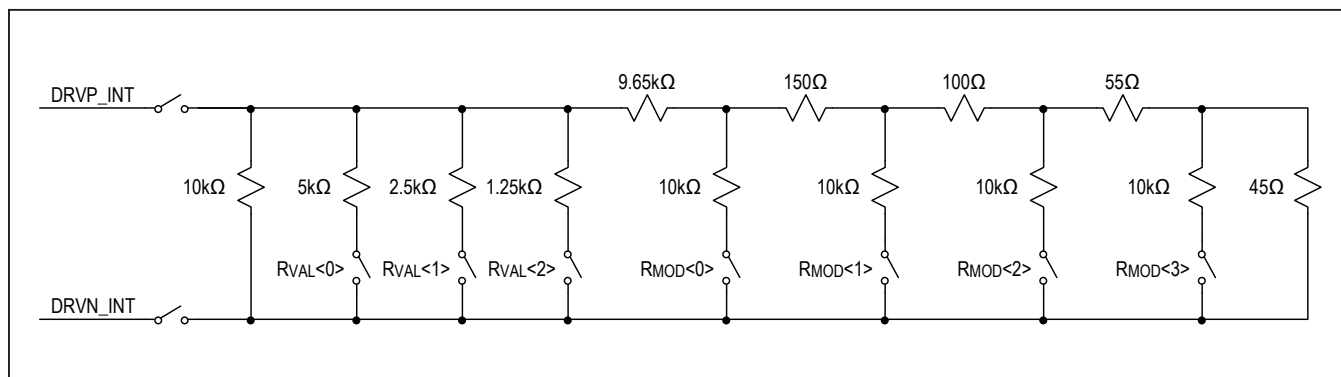 9.65kΩ 150Ω 100Ω 55Ω
DRVP_INT
10kΩ 5kΩ 2.5kΩ 1.25kΩ 10kΩ 10kΩ 10kΩ 10kΩ 45Ω
RVAL<0> RVAL<1> RVAL<2> RMOD<0> RMOD<1> RMOD<2> RMOD<3>
DRVN_INT